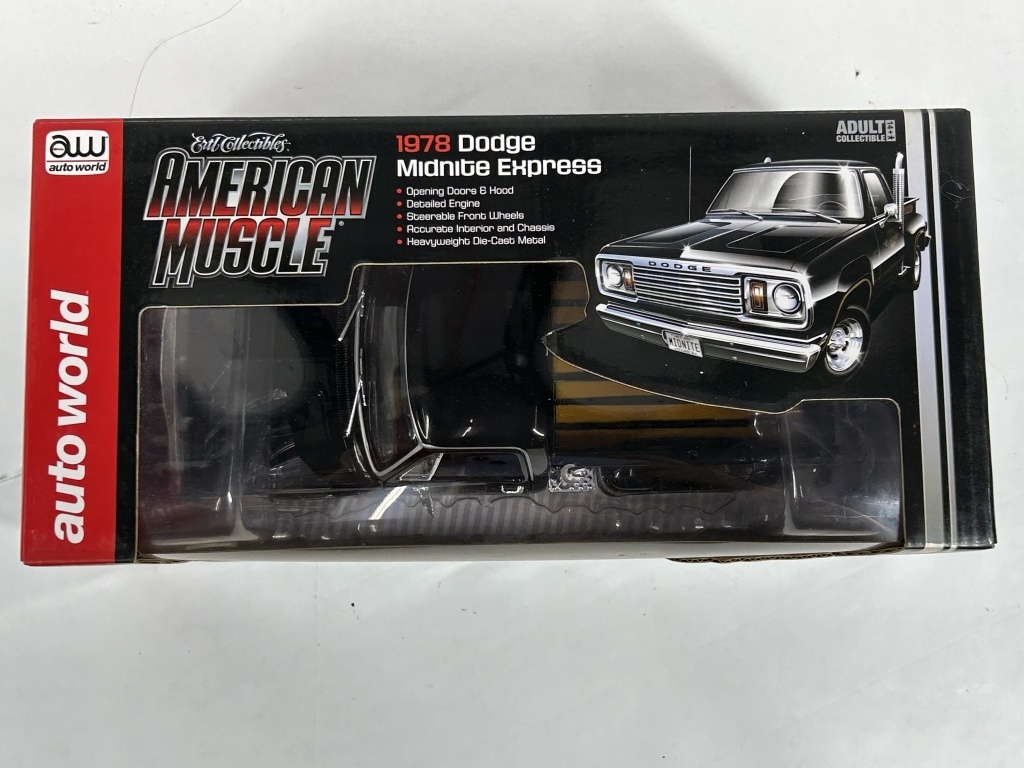 aw
auto world
auto world
Ertl Collectibles
AMERICAN
MUSCLE
1978 Dodge
Midnite Express
• Opening Doors & Hood
• Detailed Engine
• Steerable Front Wheels
• Accurate Interior and Chassis
• Heavyweight Die-Cast Metal
ADULT
COLLECTIBLE
14+
DODGE
MIDNITE